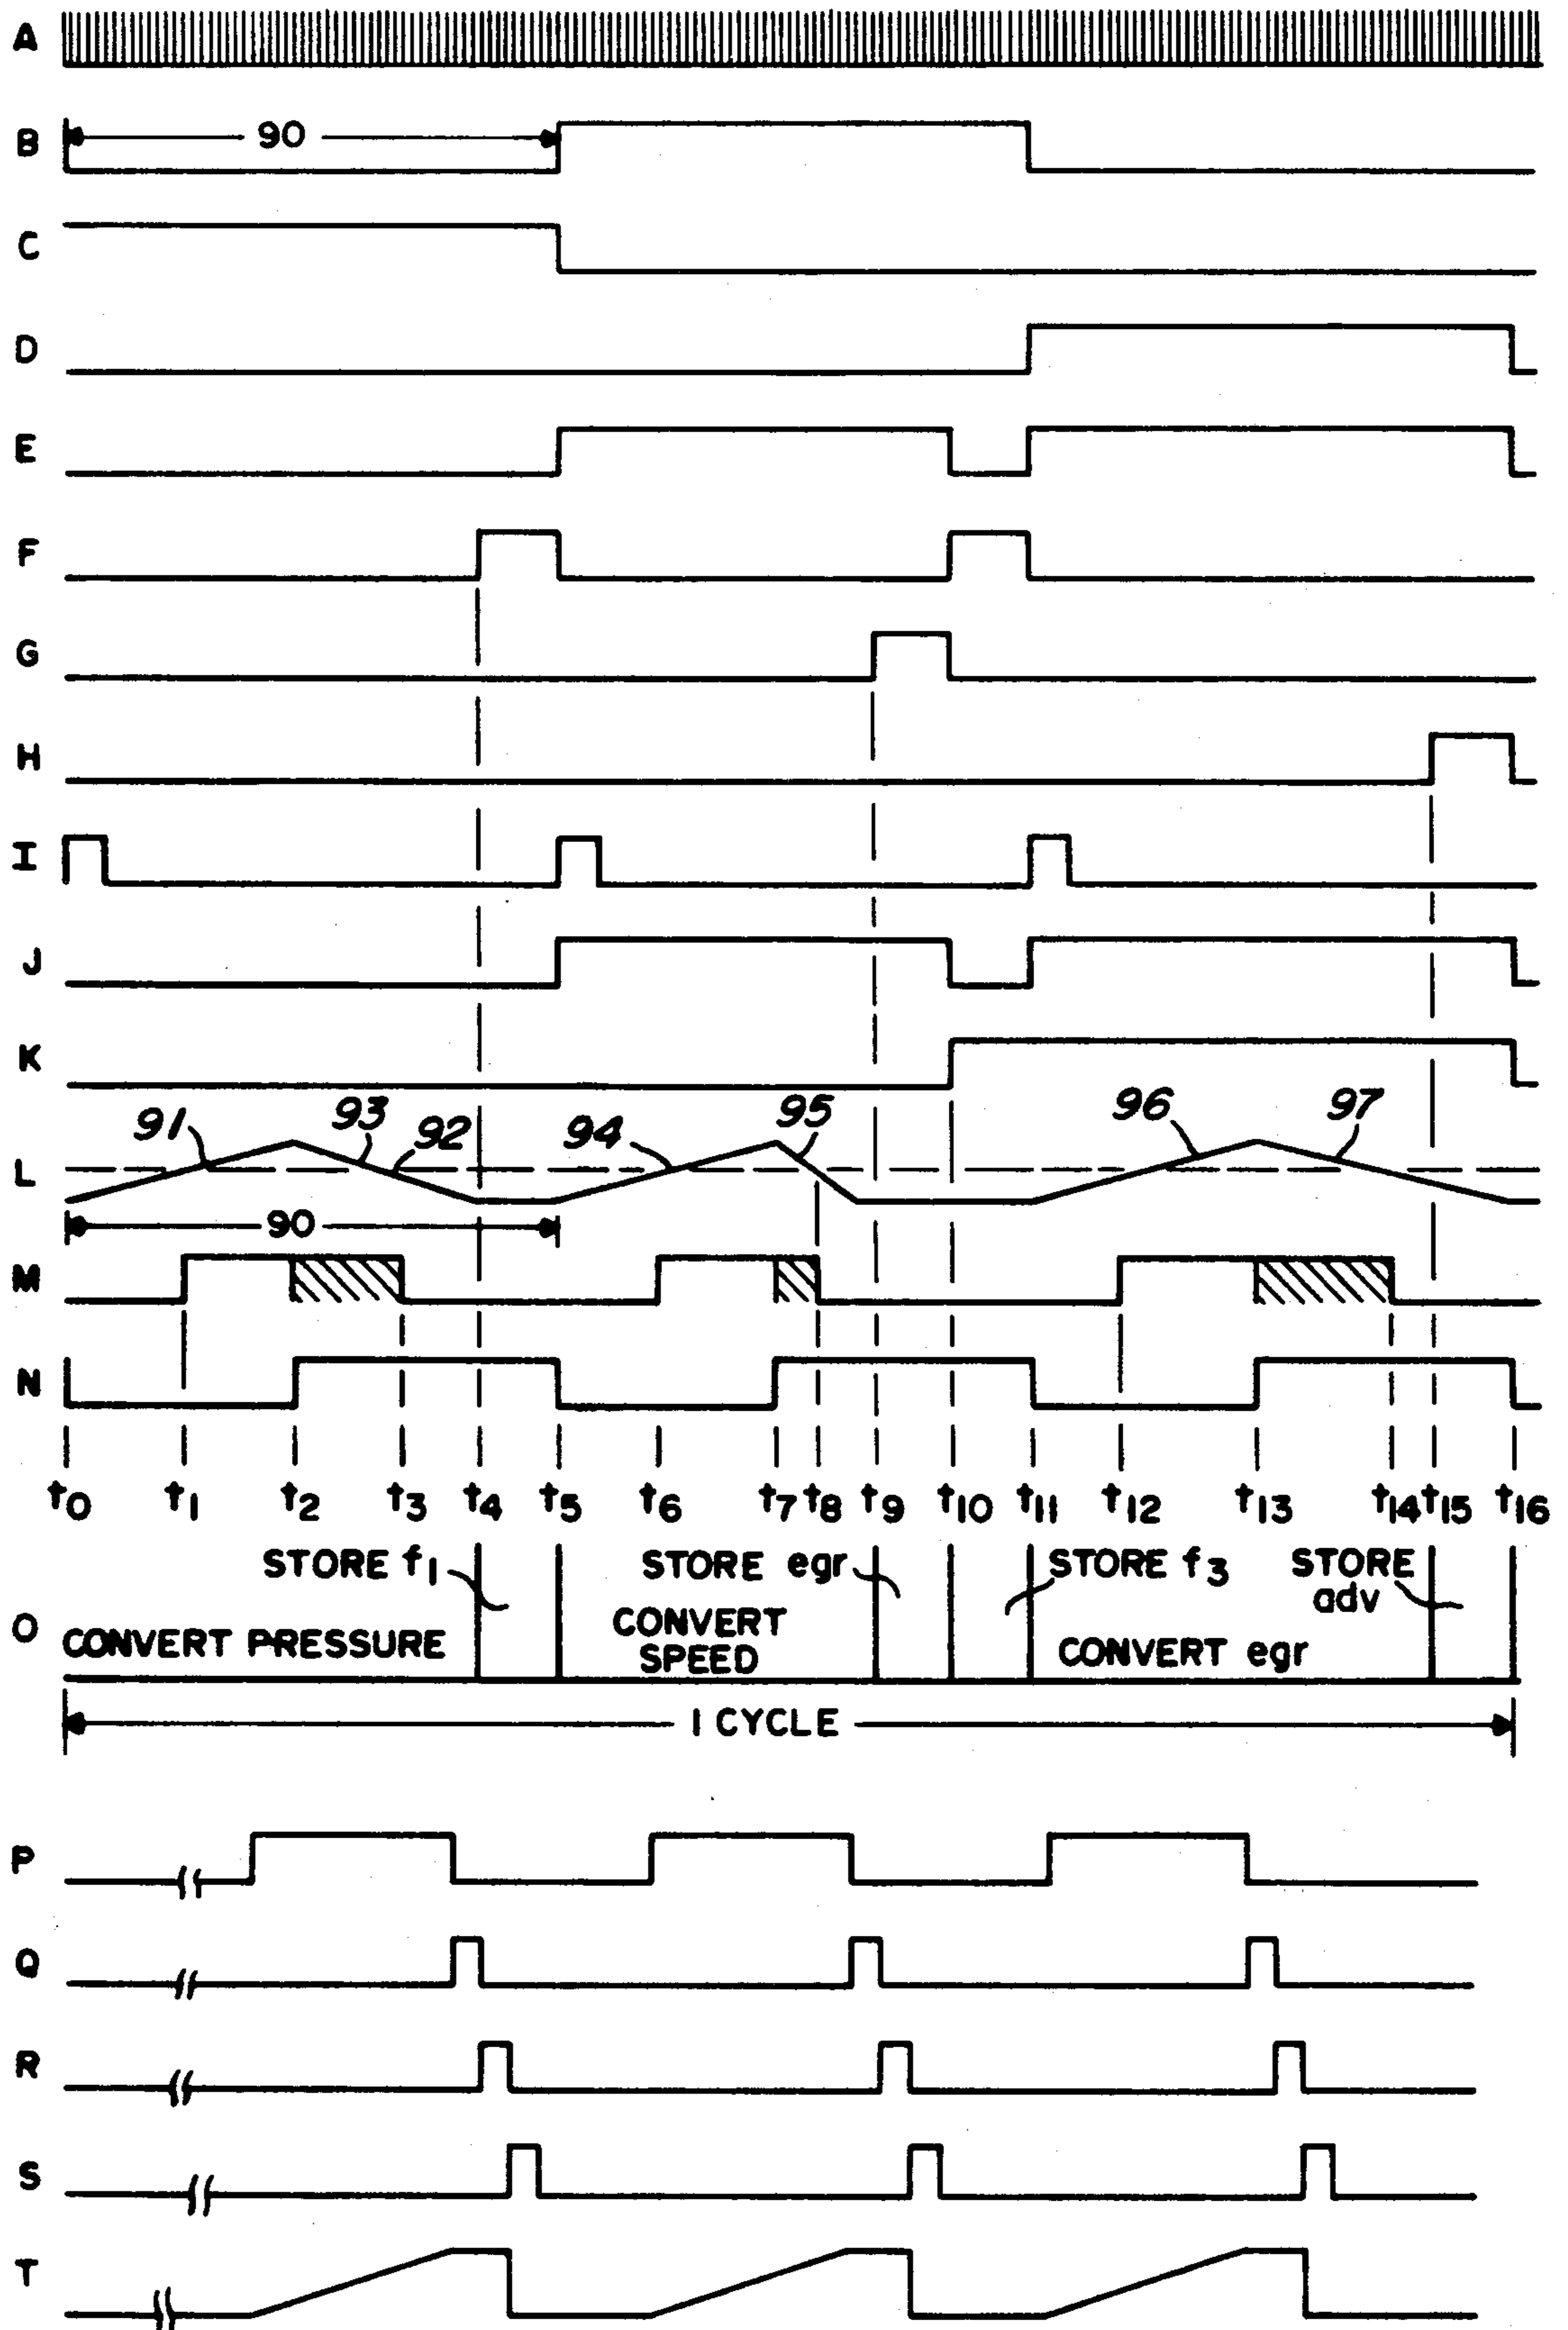 A
B 90
C
D
E
F
G
H
I
J
K
91 93 92 94 95 96 97
L
90
M
N
t0 t1 t2 t3 t4 t5 t6 t7 t8 t9 t10 t11 t12 t13 t14 t15 t16
STORE f1 STORE egr STORE f3 STORE adv
O CONVERT PRESSURE CONVERT SPEED CONVERT egr
1 CYCLE
P
Q
R
S
T